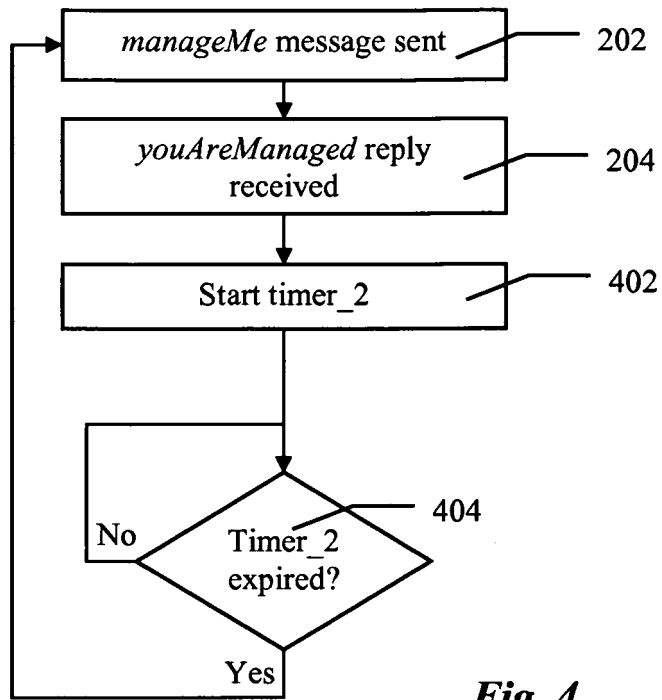 manageMe message sent
202
youAreManaged reply
received
204
Start timer_2
402
404
No
Timer_2
expired?
Yes
Fig. 4